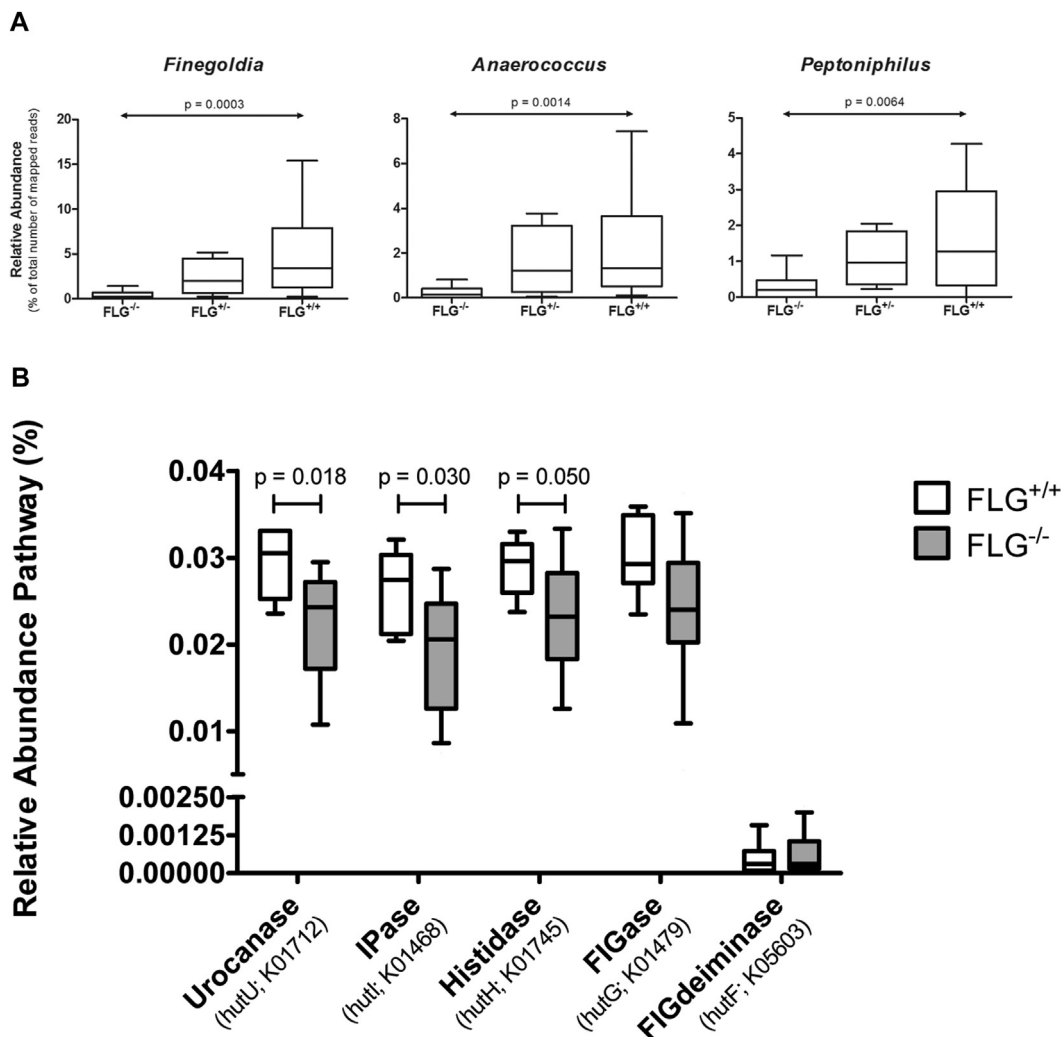 A
Finegoldia
Anaerococcus
Peptoniphilus
p = 0.0003
p = 0.0014
p = 0.0064
Relative Abundance
(% of total number of mapped reads)
20
15
10
5
0
8
6
4
2
0
5
4
3
2
1
0
FLG-/-
FLG+/-
FLG+/+
FLG-/-
FLG+/-
FLG+/+
FLG-/-
FLG+/-
FLG+/+
B
Relative Abundance Pathway (%)
0.04
0.03
0.02
0.01
0.00250
0.00125
0.00000
p = 0.018
p = 0.030
p = 0.050
FLG+/+
FLG-/-
Urocanase
(hutU; K01712)
IPase
(hutI; K01468)
Histidase
(hutH; K01745)
FIGase
(hutG; K01479)
FIGdeiminase
(hutF; K05603)